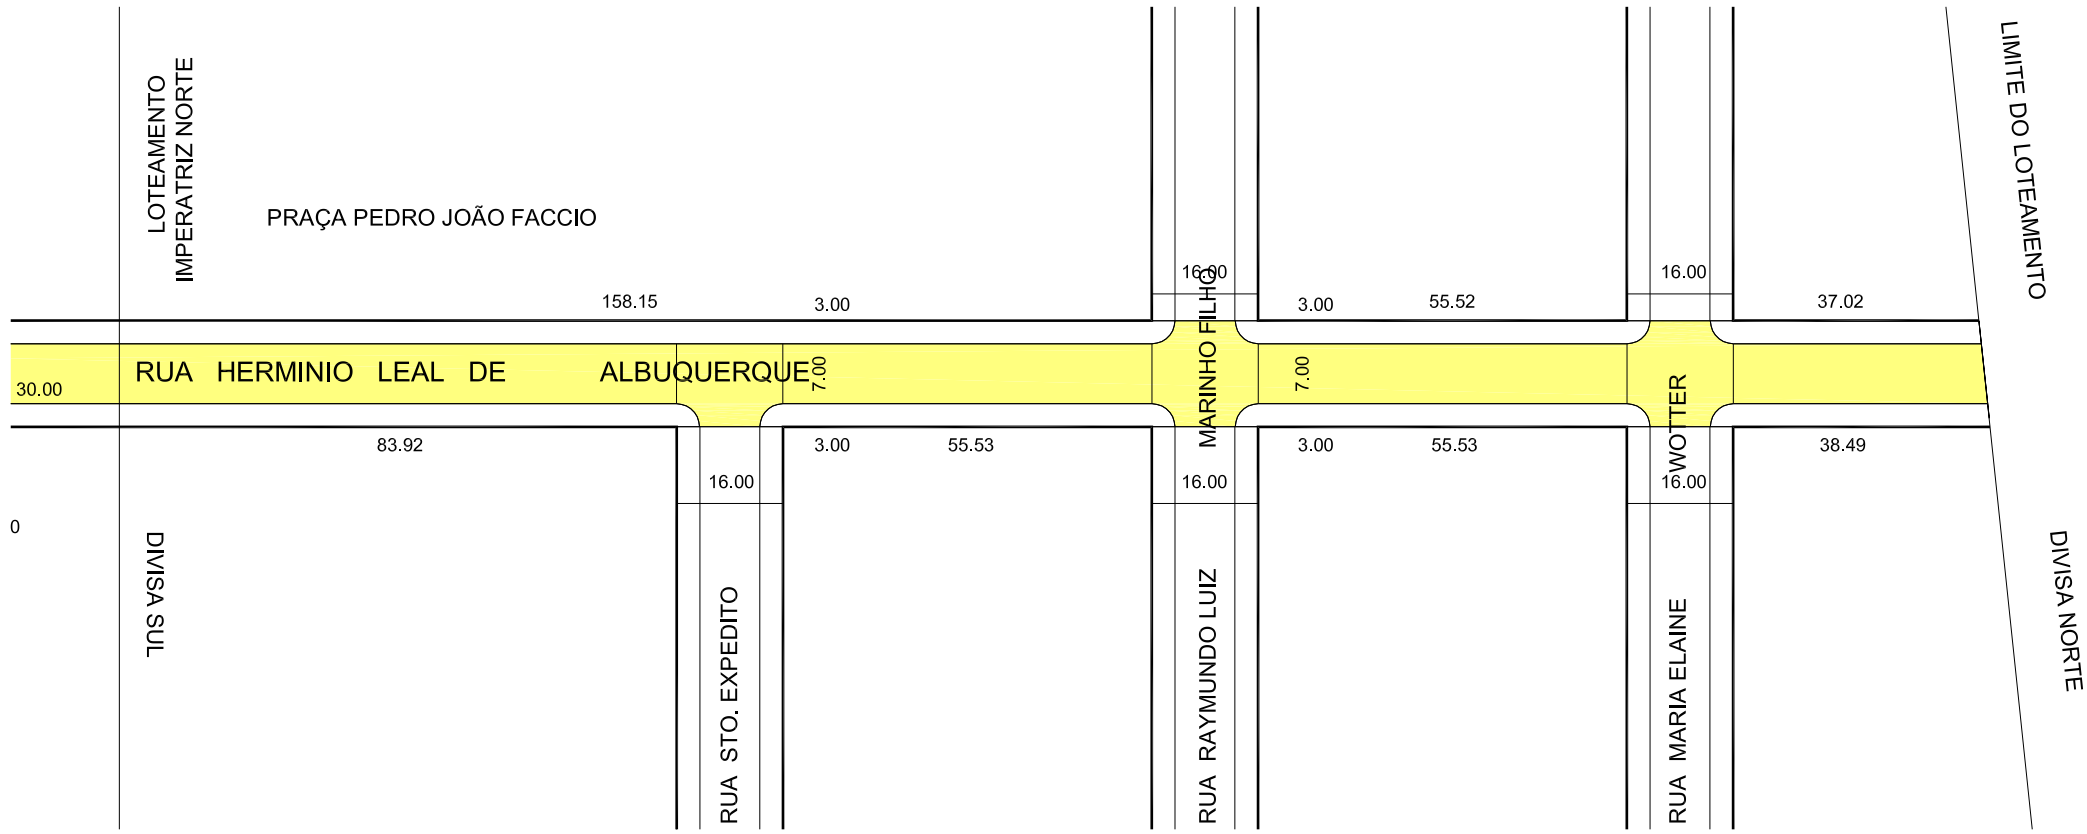 LOTEAMENTO
IMPERATRIZ NORTE
PRAÇA PEDRO JOÃO FACCIO
LIMITE DO LOTEAMENTO
16.00
16.00
158.15
3.00
3.00
55.52
37.02
RUA HERMINIO LEAL DE ALBUQUERQUE
30.00
7.00
7.00
83.92
3.00
55.53
3.00
55.53
38.49
16.00
16.00
16.00
0
DIVISA SUL
RUA STO. EXPEDITO
RUA RAYMUNDO LUIZ MARINHO FILHO
RUA MARIA ELAINE WOTTER
DIVISA NORTE